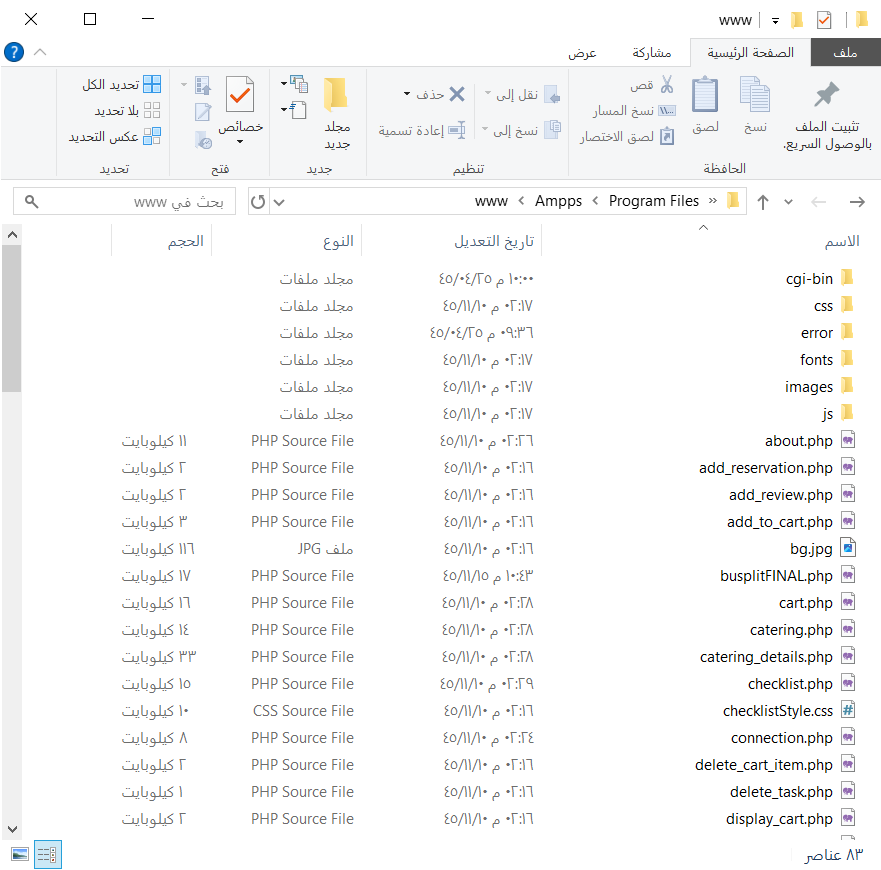 www
ملف
الصفحة الرئيسية
مشاركة
عرض
تثبيت الملف
بالوصول السريع.
نسخ
لصق
قص
نسخ المسار
لصق الاختصار
الحافظة
نقل إلى
نسخ إلى
حذف
إعادة تسمية
تنظيم
مجلد
جديد
جديد
خصائص
فتح
تحديد الكل
بلا تحديد
عكس التحديد
تحديد
Program Files
Ampps
www
بحث في www
الاسم تاريخ التعديل النوع الحجم
cgi-bin ١٠:٠٠ م ٤٥/٠٤/٢٥ مجلد ملفات
css ٠٢:١٧ م ٤٥/١١/١٠ مجلد ملفات
error ٠٩:٣٦ م ٤٥/٠٤/٢٥ مجلد ملفات
fonts ٠٢:١٧ م ٤٥/١١/١٠ مجلد ملفات
images ٠٢:١٧ م ٤٥/١١/١٠ مجلد ملفات
js ٠٢:١٧ م ٤٥/١١/١٠ مجلد ملفات
about.php ٠٢:٢٦ م ٤٥/١١/١٠ PHP Source File ١١ كيلوبايت
add_reservation.php ٠٢:١٦ م ٤٥/١١/١٠ PHP Source File ٢ كيلوبايت
add_review.php ٠٢:١٦ م ٤٥/١١/١٠ PHP Source File ٢ كيلوبايت
add_to_cart.php ٠٢:١٦ م ٤٥/١١/١٠ PHP Source File ٣ كيلوبايت
bg.jpg ٠٢:١٦ م ٤٥/١١/١٠ ملف JPG ١١٦ كيلوبايت
busplitFINAL.php ١٠:٤٣ م ٤٥/١١/١٥ PHP Source File ١٧ كيلوبايت
cart.php ٠٢:٢٨ م ٤٥/١١/١٠ PHP Source File ١٦ كيلوبايت
catering.php ٠٢:٢٨ م ٤٥/١١/١٠ PHP Source File ١٤ كيلوبايت
catering_details.php ٠٢:٢٨ م ٤٥/١١/١٠ PHP Source File ٣٣ كيلوبايت
checklist.php ٠٢:٢٩ م ٤٥/١١/١٠ PHP Source File ١٥ كيلوبايت
checklistStyle.css ٠٢:١٦ م ٤٥/١١/١٠ CSS Source File ١٠ كيلوبايت
connection.php ٠٢:٢٤ م ٤٥/١١/١٠ PHP Source File ٨ كيلوبايت
delete_cart_item.php ٠٢:١٦ م ٤٥/١١/١٠ PHP Source File ٢ كيلوبايت
delete_task.php ٠٢:١٦ م ٤٥/١١/١٠ PHP Source File ١ كيلوبايت
display_cart.php ٠٢:١٦ م ٤٥/١١/١٠ PHP Source File ٢ كيلوبايت
٨٣ عناصر